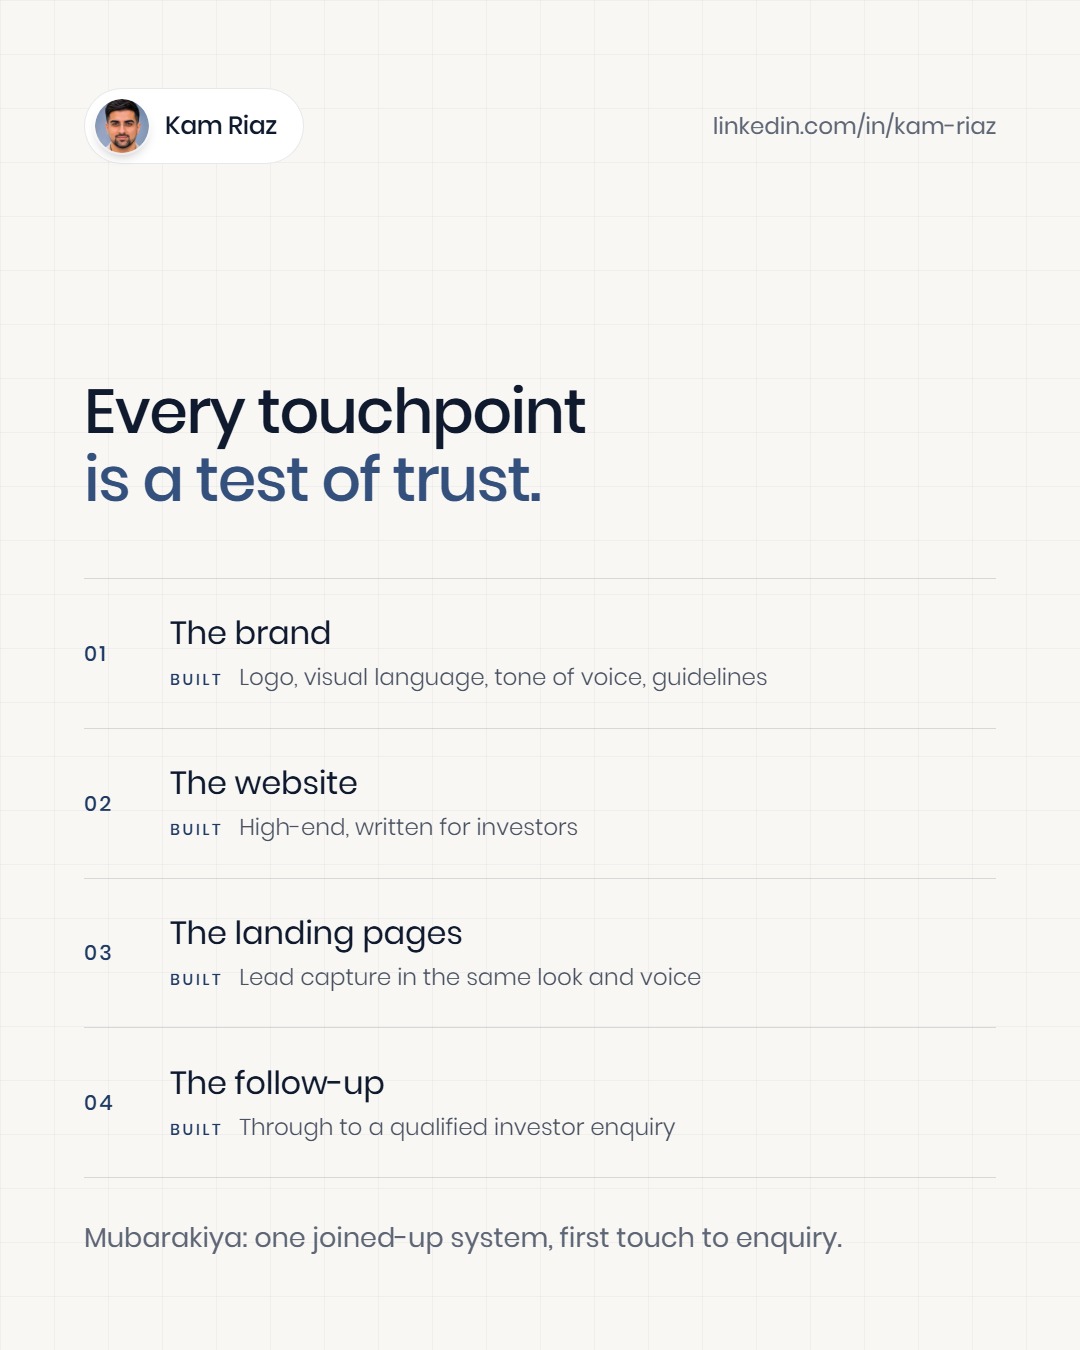 Kam Riaz
linkedin.com/in/kam-riaz
Every touchpoint
is a test of trust.
01
The brand
BUILT Logo, visual language, tone of voice, guidelines
02
The website
BUILT High-end, written for investors
03
The landing pages
BUILT Lead capture in the same look and voice
04
The follow-up
BUILT Through to a qualified investor enquiry
Mubarakiya: one joined-up system, first touch to enquiry.